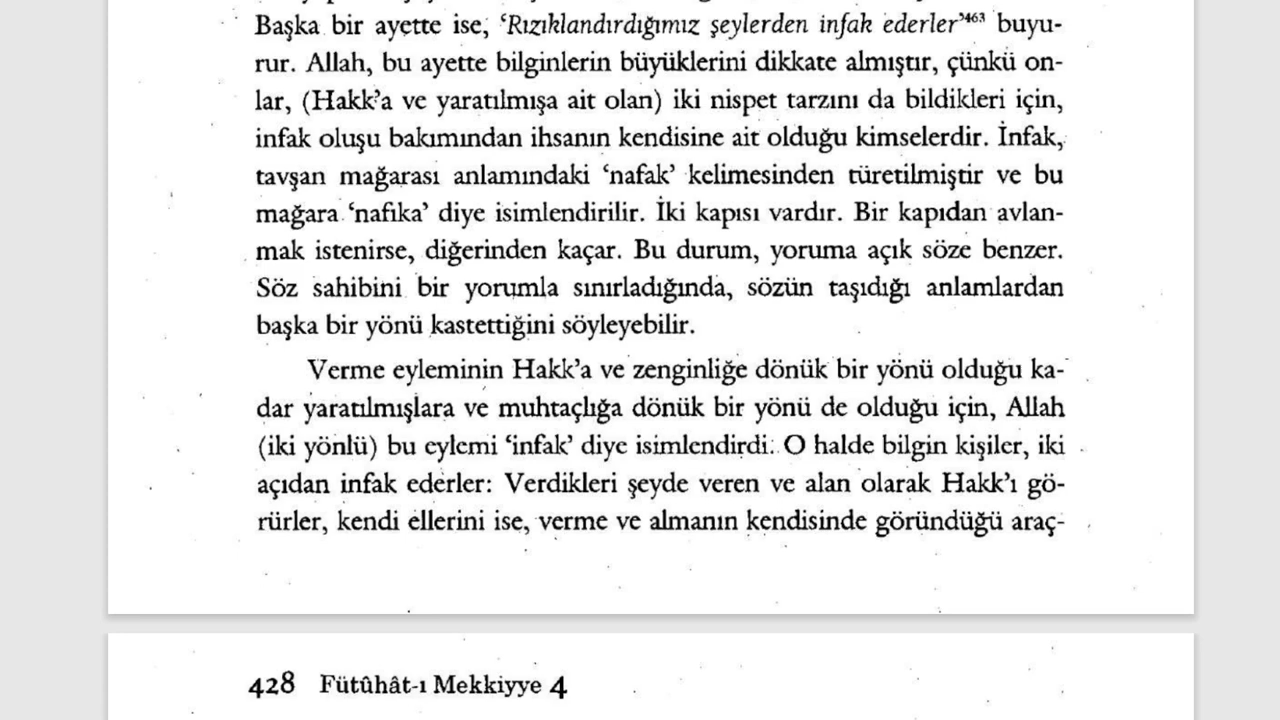 Başka bir ayette ise, ‘Rızıklandırdığımız şeylerden infak ederler’463 buyu-
rur. Allah, bu ayette bilginlerin büyüklerini dikkate almıştır, çünkü on-
lar, (Hakk’a ve yaratılmışa ait olan) iki nispet tarzını da bildikleri için,
infak oluşu bakımından ihsanın kendisine ait olduğu kimselerdir. İnfak,
tavşan mağarası anlamındaki ‘nafak’ kelimesinden türetilmiştir ve bu
mağara ‘nafika’ diye isimlendirilir. İki kapısı vardır. Bir kapıdan avlan-
mak istenirse, diğerinden kaçar. Bu durum, yoruma açık söze benzer.
Söz sahibini bir yorumla sınırladığında, sözün taşıdığı anlamlardan
başka bir yönü kastettiğini söyleyebilir.
Verme eyleminin Hakk’a ve zenginliğe dönük bir yönü olduğu ka-
dar yaratılmışlara ve muhtaçlığa dönük bir yönü de olduğu için, Allah
(iki yönlü) bu eylemi ‘infak’ diye isimlendirdi. O halde bilgin kişiler, iki
açıdan infak ederler: Verdikleri şeyde veren ve alan olarak Hakk’ı gö-
rürler, kendi ellerini ise, verme ve almanın kendisinde göründüğü araç-
428 Fütûhât-ı Mekkiyye 4